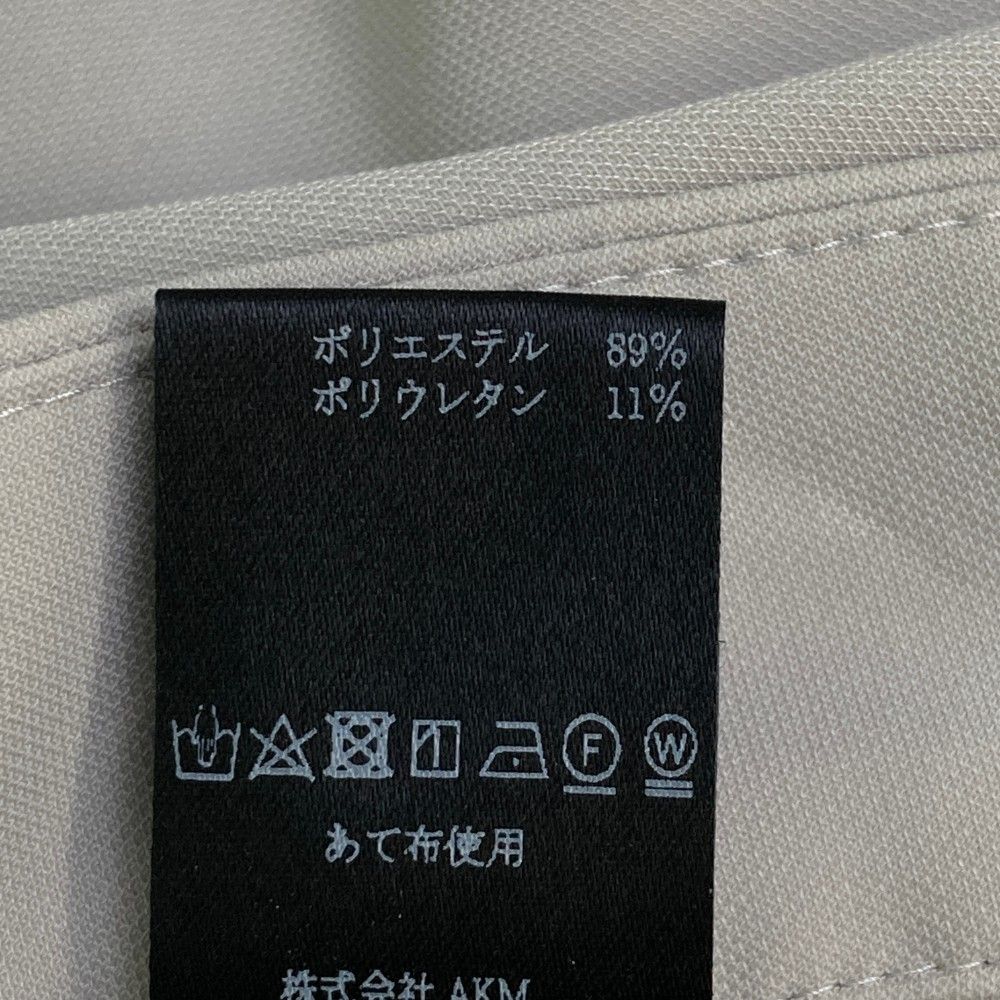 ポリエステル 89%
ポリウレタン 11%
F W
あて布使用
株式会社 AKM